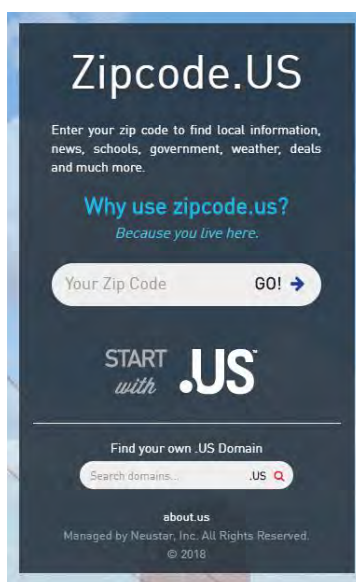 Zipcode.US
Enter your zip code to find local information,
news, schools, government, weather, deals
and much more.
Why use zipcode.us?
Because you live here.
Your Zip Code GO!
START
with .US™
Find your own .US Domain
Search domains... .US
about.us
Managed by Neustar, Inc. All Rights Reserved.
© 2018